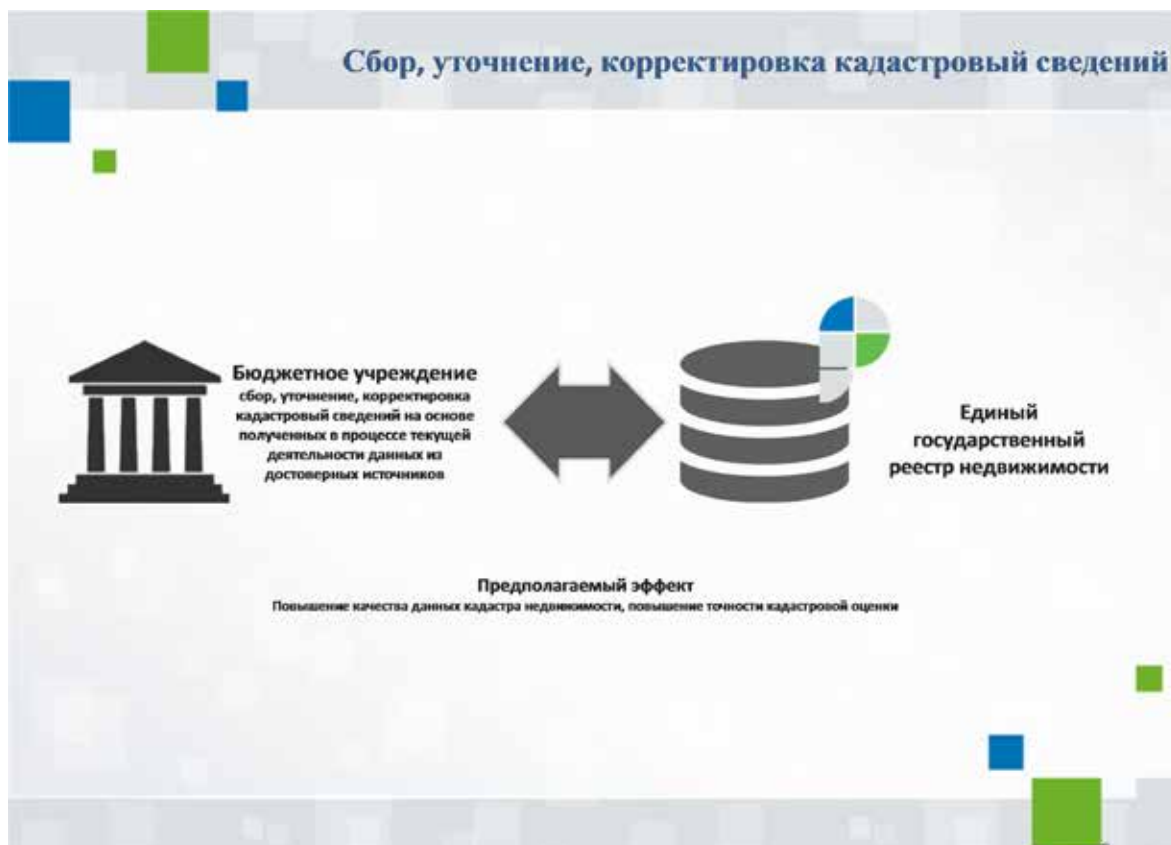 Сбор, уточнение, корректировка кадастровый сведений
Бюджетное учреждение
сбор, уточнение, корректировка
кадастровый сведений на основе
полученных в процессе текущей
деятельности данных из
достоверных источников
Единый
государственный
реестр недвижимости
Предполагаемый эффект
Повышение качества данных кадастра недвижимости, повышение точности кадастровой оценки